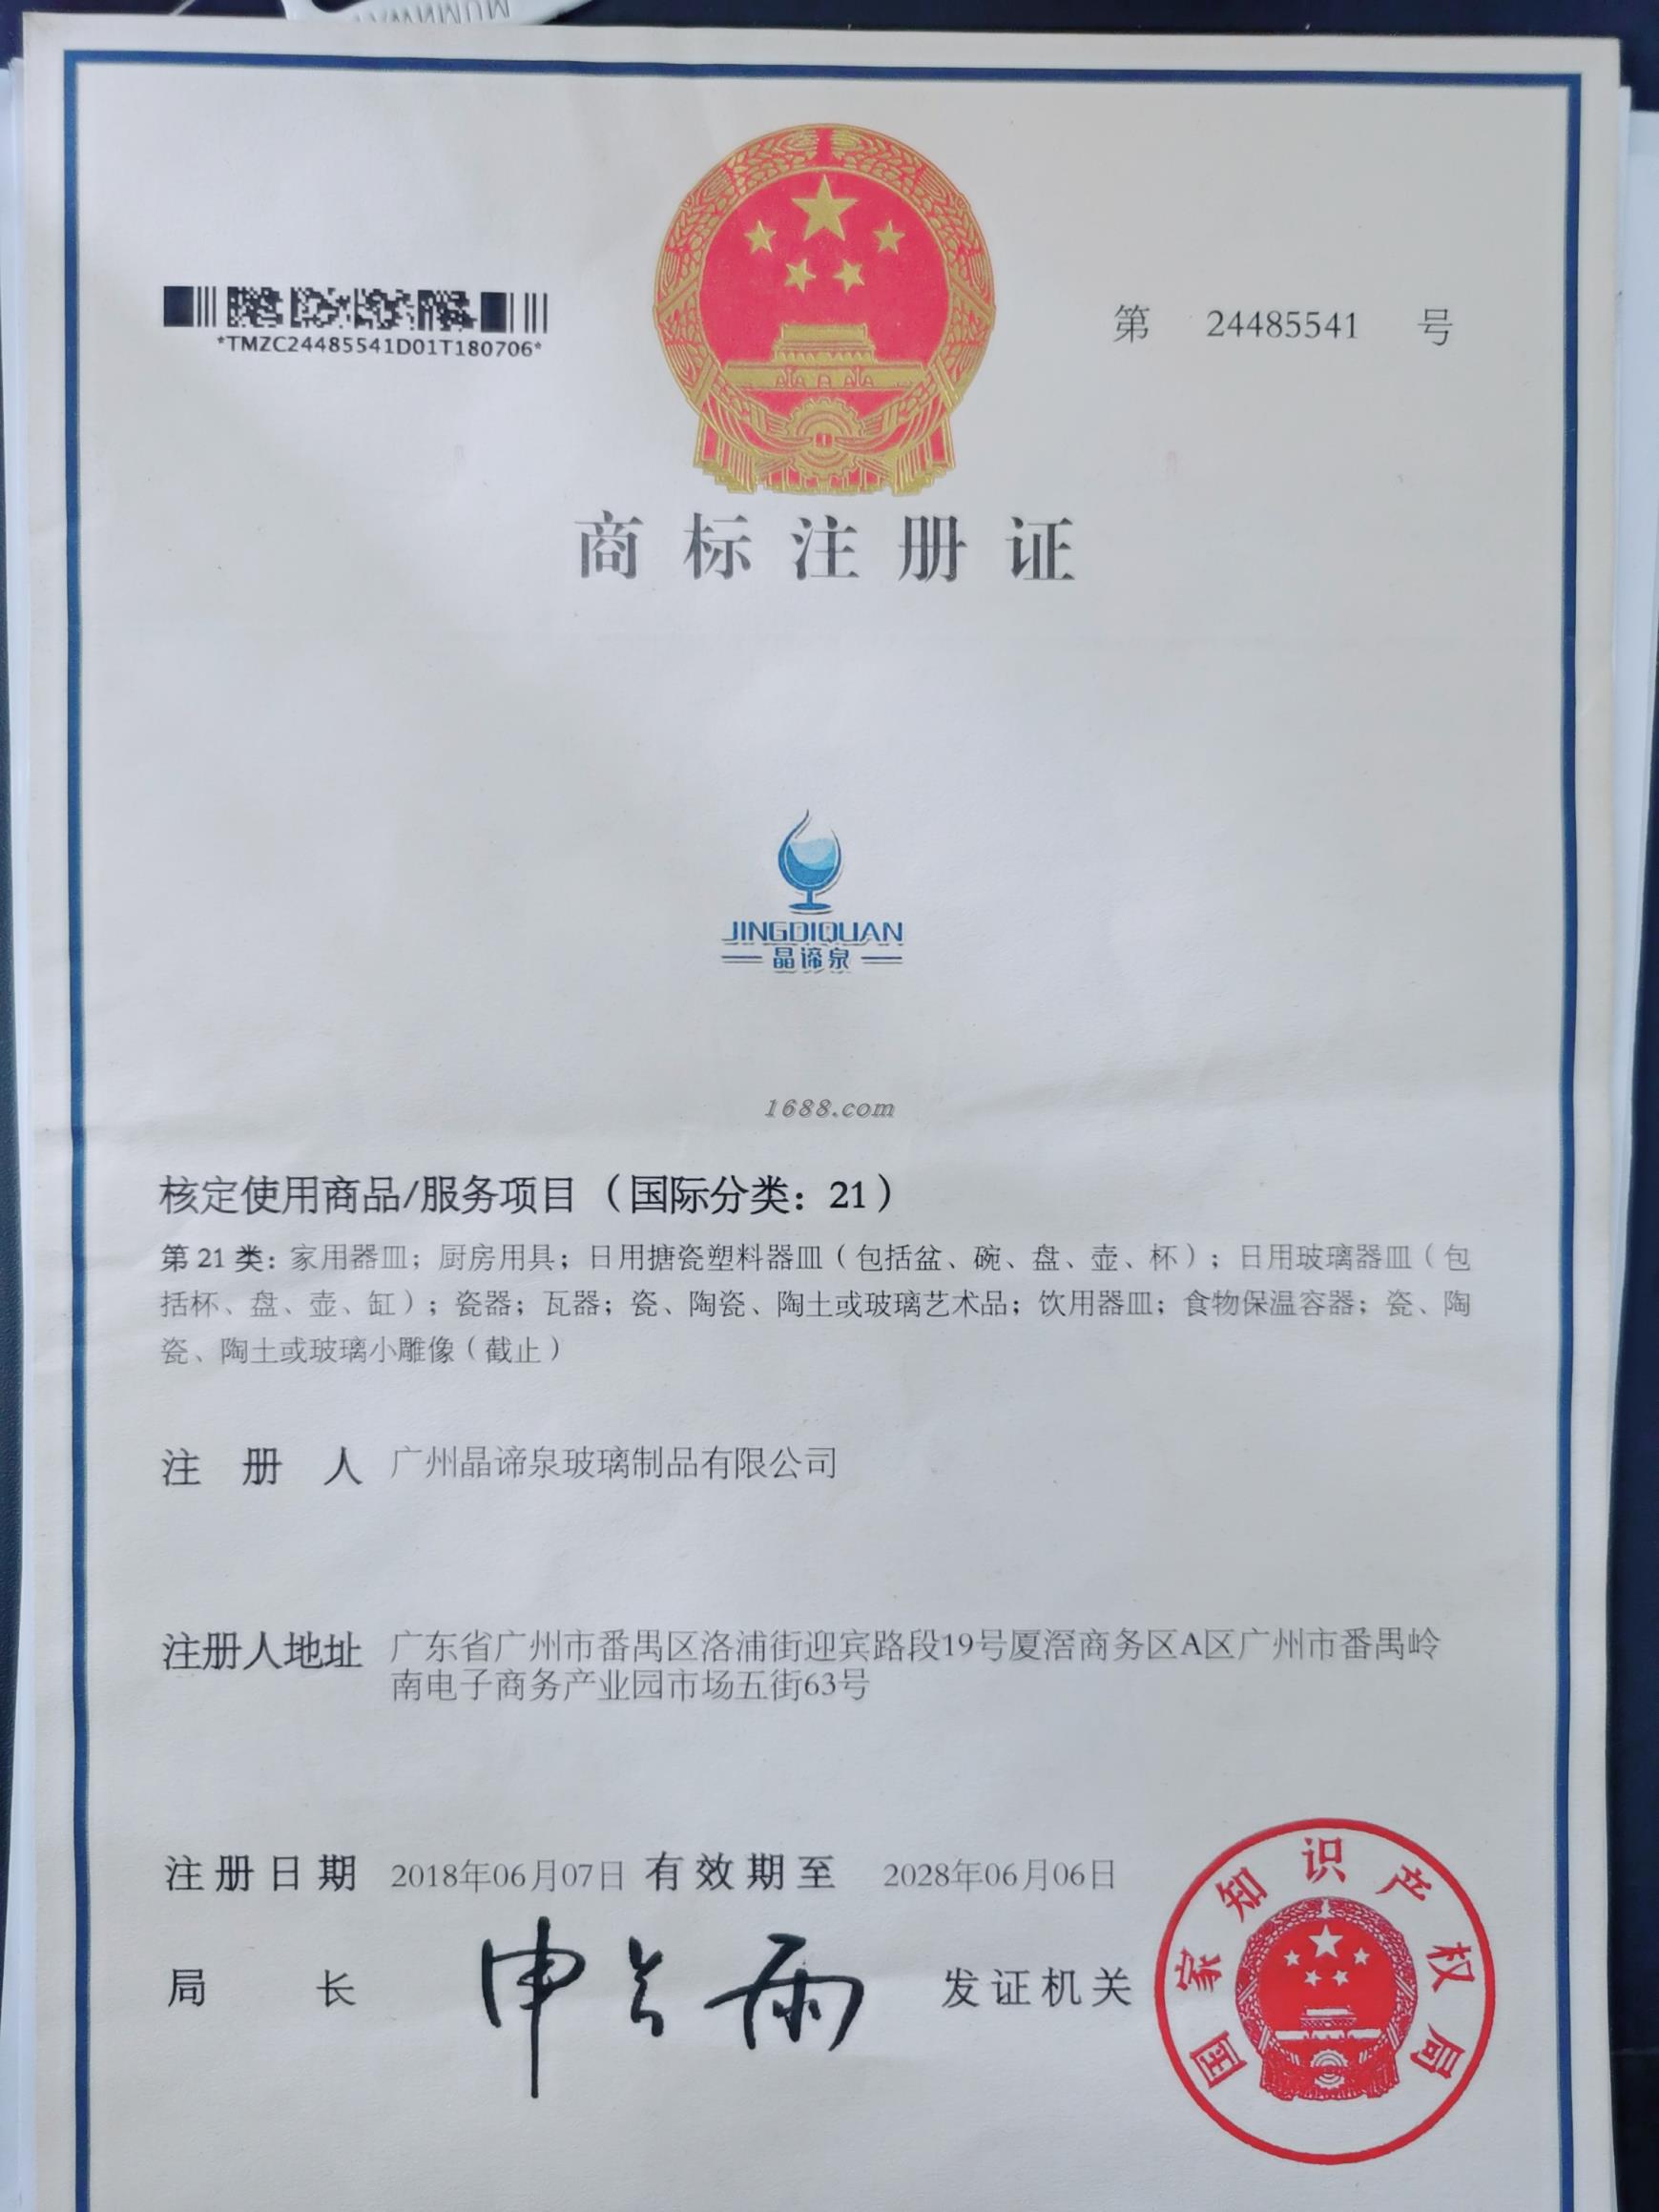 MUNNW
*TMZC24485541D01T180706*
第 24485541 号
商标注册证
JINGDIQUAN
晶谛泉
1688.com
核定使用商品/服务项目（国际分类：21）
第21类：家用器皿；厨房用具；日用搪瓷塑料器皿（包括盆、碗、盘、壶、杯）；日用玻璃器皿（包
括杯、盘、壶、缸）；瓷器；瓦器；瓷、陶瓷、陶土或玻璃艺术品；饮用器皿；食物保温容器；瓷、陶
瓷、陶土或玻璃小雕像（截止）
注册人 广州晶谛泉玻璃制品有限公司
注册人地址 广东省广州市番禺区洛浦街迎宾路段19号厦滘商务区A区广州市番禺岭
南电子商务产业园市场五街63号
注册日期 2018年06月07日 有效期至 2028年06月06日
局长 申长雨 发证机关
国家知识产权局